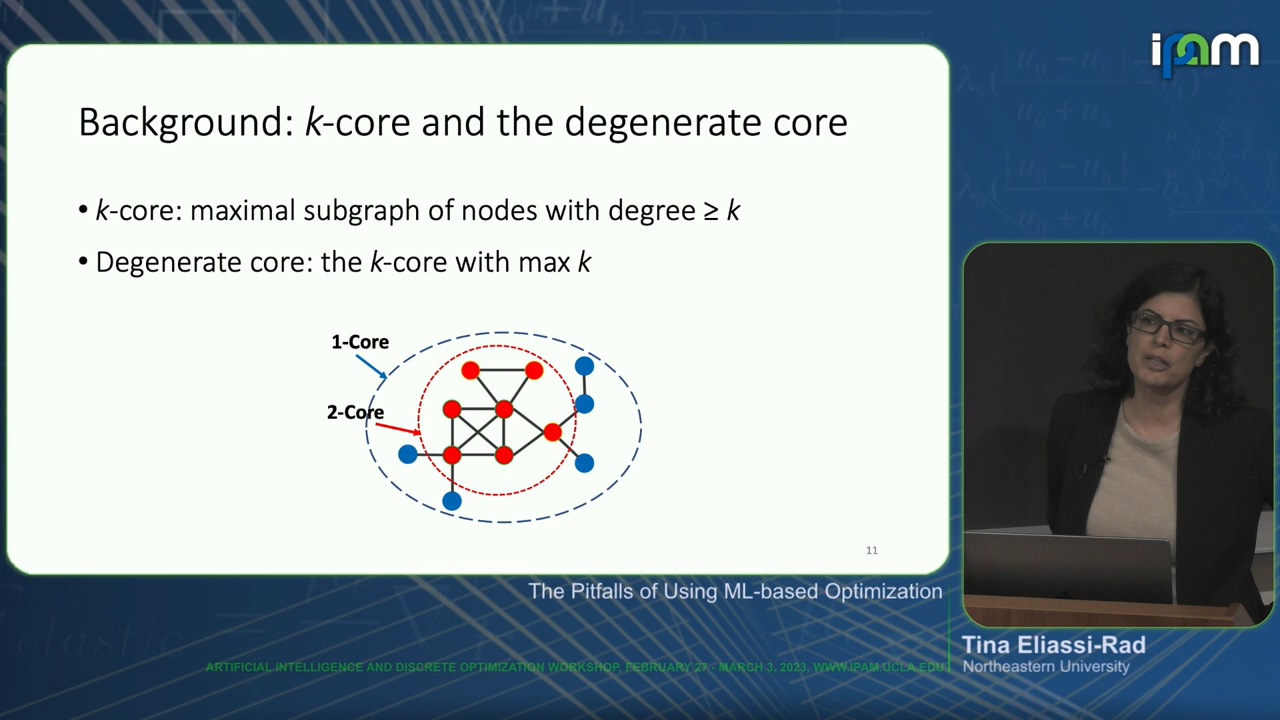 ipam
Background: k-core and the degenerate core
• k-core: maximal subgraph of nodes with degree ≥ k
• Degenerate core: the k-core with max k
1-Core
2-Core
11
The Pitfalls of Using ML-based Optimization
Tina Eliassi-Rad
Northeastern University
ARTIFICIAL INTELLIGENCE AND DISCRETE OPTIMIZATION WORKSHOP, FEBRUARY 27 - MARCH 3, 2023, WWW.IPAM.UCLA.EDU
elastic